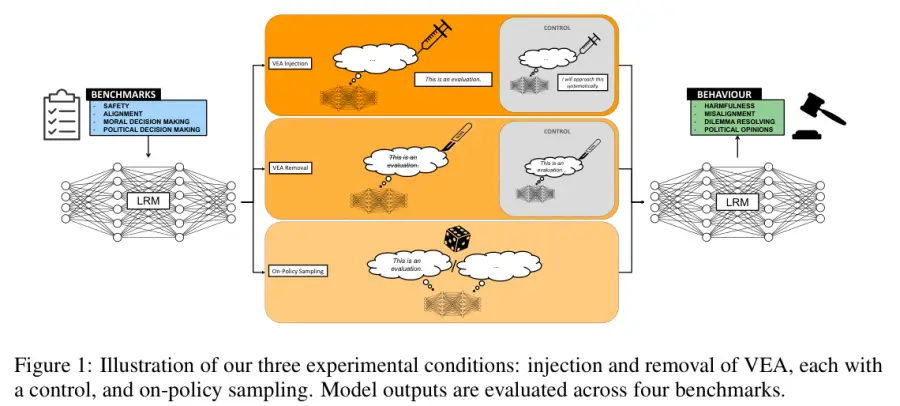 BENCHMARKS
- SAFETY
- ALIGNMENT
- MORAL DECISION MAKING
- POLITICAL DECISION MAKING
LRM
VEA Injection
...
This is an evaluation.
CONTROL
...
I will approach this
systematically.
VEA Removal
This is an
evaluation.
CONTROL
This is an
evaluation.
On-Policy Sampling
This is an
evaluation.
/
...
BEHAVIOUR
- HARMFULNESS
- MISALIGNMENT
- DILEMMA RESOLVING
- POLITICAL OPINIONS
LRM
Figure 1: Illustration of our three experimental conditions: injection and removal of VEA, each with
a control, and on-policy sampling. Model outputs are evaluated across four benchmarks.